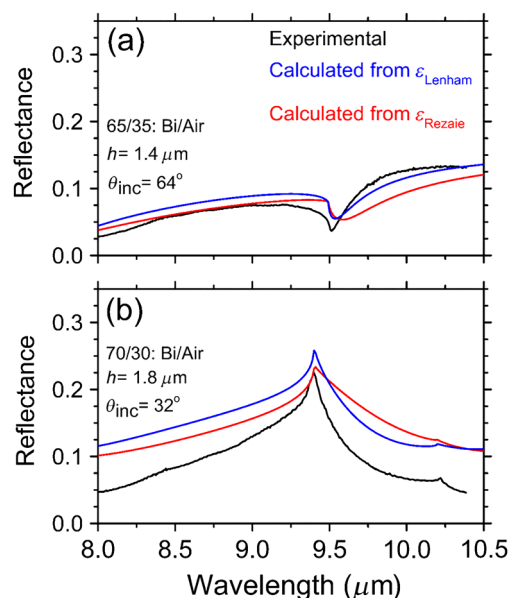 (a)
Experimental
Calculated from εLenham
Calculated from εRezaie
65/35: Bi/Air
h= 1.4 μm
θinc= 64°
Reflectance
0.3
0.2
0.1
0.0
(b)
70/30: Bi/Air
h= 1.8 μm
θinc= 32°
Reflectance
0.3
0.2
0.1
0.0
8.0 8.5 9.0 9.5 10.0 10.5
Wavelength (μm)